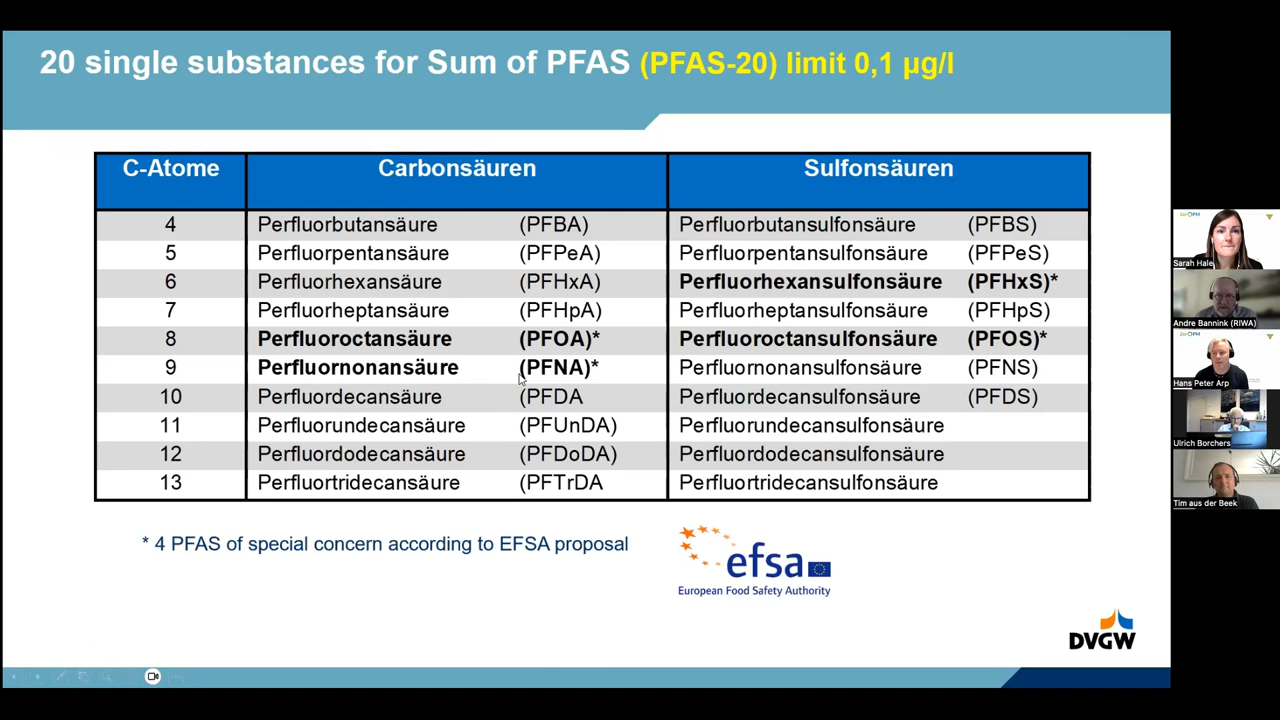 20 single substances for Sum of PFAS (PFAS-20) limit 0,1 µg/l
C-Atome Carbonsäuren Sulfonsäuren
4 Perfluorbutansäure (PFBA) Perfluorbutansulfonsäure (PFBS)
5 Perfluorpentansäure (PFPeA) Perfluorpentansulfonsäure (PFPeS)
6 Perfluorhexansäure (PFHxA) Perfluorhexansulfonsäure (PFHxS)*
7 Perfluorheptansäure (PFHpA) Perfluorheptansulfonsäure (PFHpS)
8 Perfluoroctansäure (PFOA)* Perfluoroctansulfonsäure (PFOS)*
9 Perfluornonansäure (PFNA)* Perfluornonansulfonsäure (PFNS)
10 Perfluordecansäure (PFDA Perfluordecansulfonsäure (PFDS)
11 Perfluorundecansäure (PFUnDA) Perfluorundecansulfonsäure
12 Perfluordodecansäure (PFDoDA) Perfluordodecansulfonsäure
13 Perfluortridecansäure (PFTrDA Perfluortridecansulfonsäure
* 4 PFAS of special concern according to EFSA proposal
efsa
European Food Safety Authority
DVGW
Sarah Hale
Andre Bannink (RIWA)
Hans Peter Arp
Ulrich Borchers
Tim aus der Beek